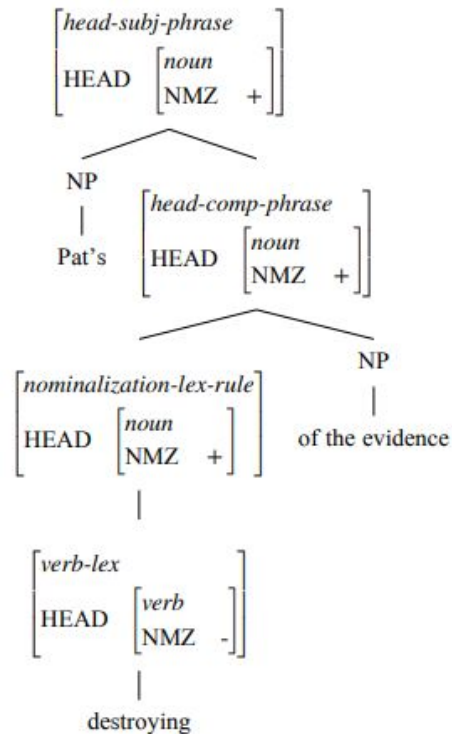 head-subj-phrase
HEAD noun
NMZ +
NP
Pat's
head-comp-phrase
HEAD noun
NMZ +
nominalization-lex-rule
HEAD noun
NMZ +
NP
of the evidence
verb-lex
HEAD verb
NMZ -
destroying